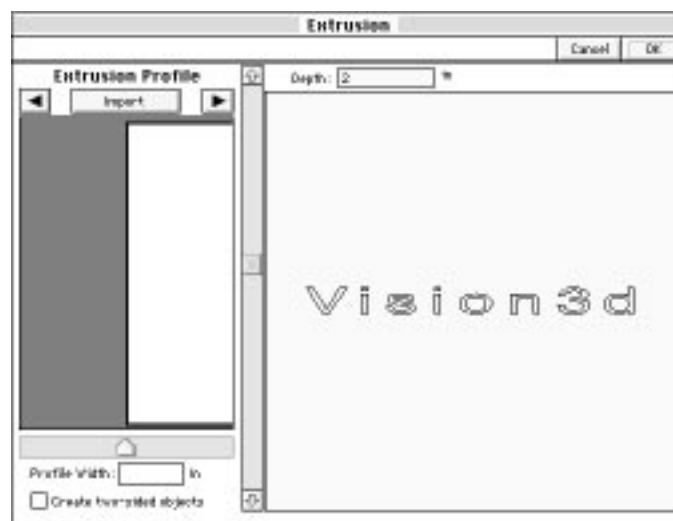 Extrusion
Cancel OK
Extrusion Profile
Import
Depth: 2
Vision3d
Profile Width: in
Create two-sided objects